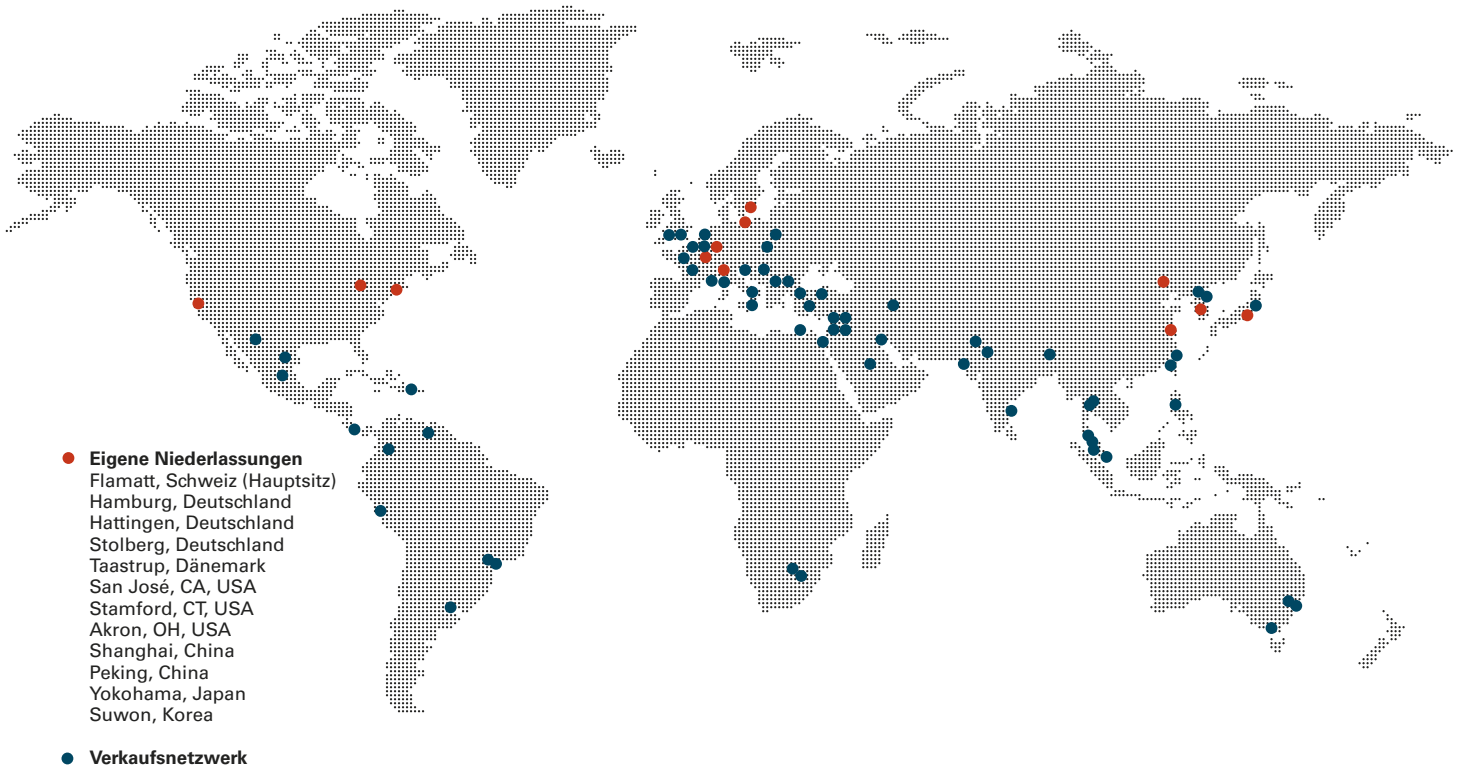 Eigene Niederlassungen
Flamatt, Schweiz (Hauptsitz)
Hamburg, Deutschland
Hattingen, Deutschland
Stolberg, Deutschland
Taastrup, Dänemark
San José, CA, USA
Stamford, CT, USA
Akron, OH, USA
Shanghai, China
Peking, China
Yokohama, Japan
Suwon, Korea
Verkaufsnetzwerk